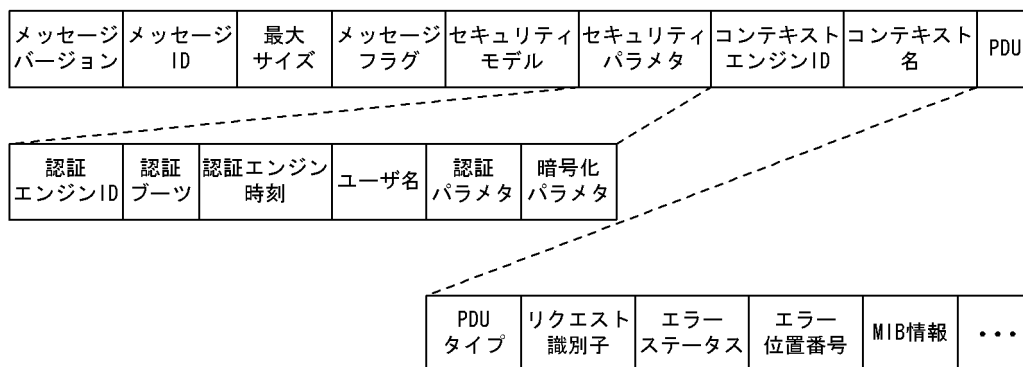 メッセージ
バージョン
メッセージ
ID
最大
サイズ
メッセージ
フラグ
セキュリティ
モデル
セキュリティ
パラメタ
コンテキスト
エンジンID
コンテキスト
名
PDU
認証
エンジンID
認証
ブーツ
認証エンジン
時刻
ユーザ名
認証
パラメタ
暗号化
パラメタ
PDU
タイプ
リクエスト
識別子
エラー
ステータス
エラー
位置番号
MIB情報
・・・